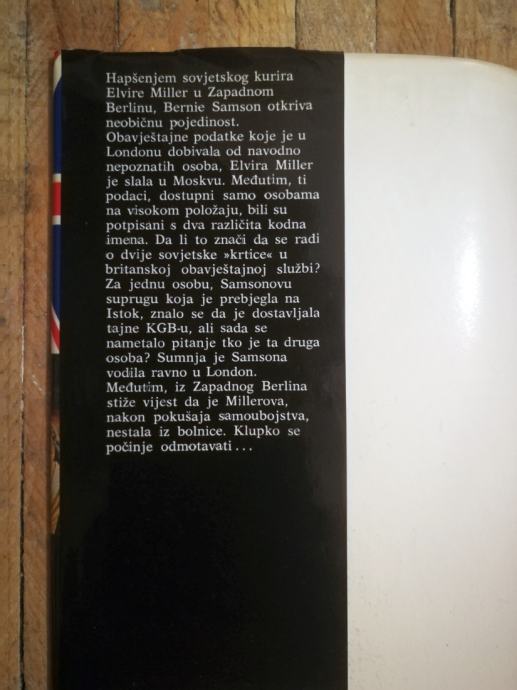 Hapšenjem sovjetskog kurira
Elvire Miller u Zapadnom
Berlinu, Bernie Samson otkriva
neobičnu pojedinost.
Obavještajne podatke koje je u
Londonu dobivala od navodno
nepoznatih osoba, Elvira Miller
je slala u Moskvu. Međutim, ti
podaci, dostupni samo osobama
na visokom položaju, bili su
potpisani s dva različita kodna
imena. Da li to znači da se radi
o dvije sovjetske »krtice« u
britanskoj obavještajnoj službi?
Za jednu osobu, Samsonovu
suprugu koja je prebjegla na
Istok, znalo se da je dostavljala
tajne KGB-u, ali sada se
nametalo pitanje tko je ta druga
osoba? Sumnja je Samsona
vodila ravno u London.
Međutim, iz Zapadnog Berlina
stiže vijest da je Millerova,
nakon pokušaja samoubojstva,
nestala iz bolnice. Klupko se
počinje odmotavati...